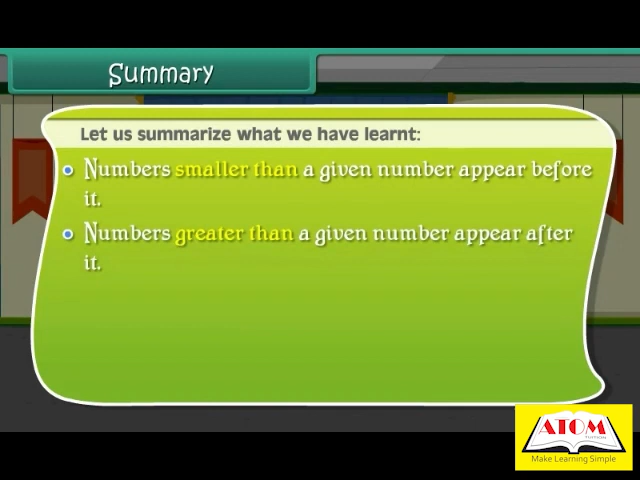 Summary
Let us summarize what we have learnt:
Numbers smaller than a given number appear before
it.
Numbers greater than a given number appear after
it.
ATOM
TUITION
Make Learning Simple